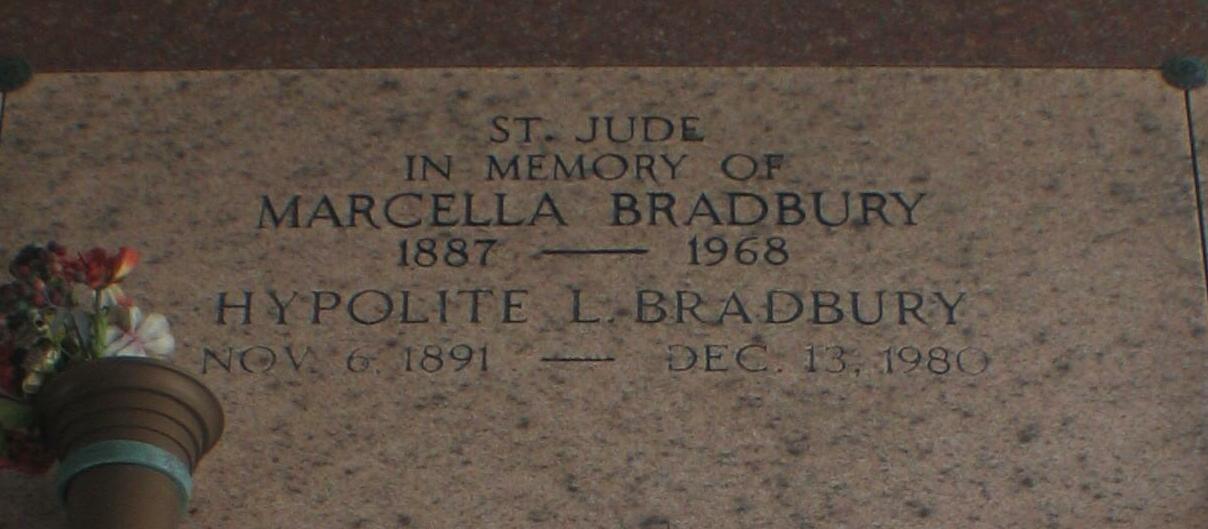 ST. JUDE
IN MEMORY OF
MARCELLA BRADBURY
1887 — 1968
HYPOLITE L. BRADBURY
NOV. 6, 1891 — DEC. 13, 1980